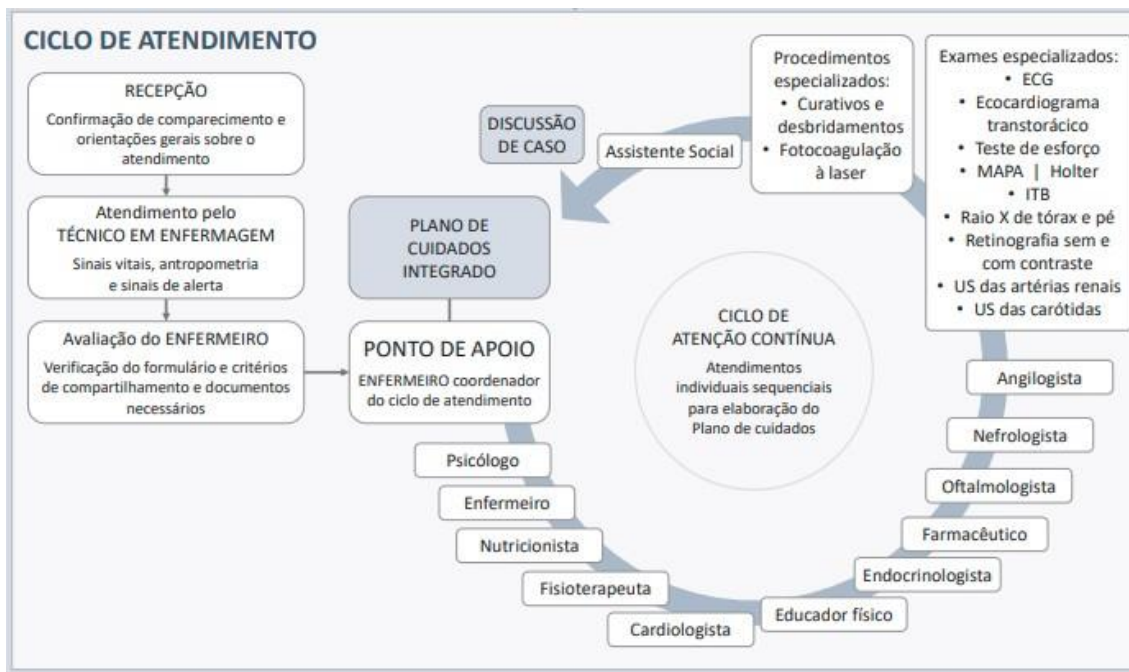 CICLO DE ATENDIMENTO
RECEPÇÃO
Confirmação de comparecimento e
orientações gerais sobre o
atendimento
Atendimento pelo
TÉCNICO EM ENFERMAGEM
Sinais vitais, antropometria
e sinais de alerta
Avaliação do ENFERMEIRO
Verificação do formulário e critérios
de compartilhamento e documentos
necessários
PONTO DE APOIO
ENFERMEIRO coordenador
do ciclo de atendimento
PLANO DE
CUIDADOS
INTEGRADO
DISCUSSÃO
DE CASO
Assistente Social
Procedimentos
especializados:
• Curativos e
desbridamentos
• Fotocoagulação
à laser
Exames especializados:
• ECG
• Ecocardiograma
transtorácico
• Teste de esforço
• MAPA | Holter
• ITB
• Raio X de tórax e pé
• Retinografia sem e
com contraste
• US das artérias renais
• US das carótidas
CICLO DE
ATENÇÃO CONTÍNUA
Atendimentos
individuais sequenciais
para elaboração do
Plano de cuidados
Angilogista
Nefrologista
Oftalmologista
Farmacêutico
Endocrinologista
Educador físico
Cardiologista
Fisioterapeuta
Nutricionista
Enfermeiro
Psicólogo